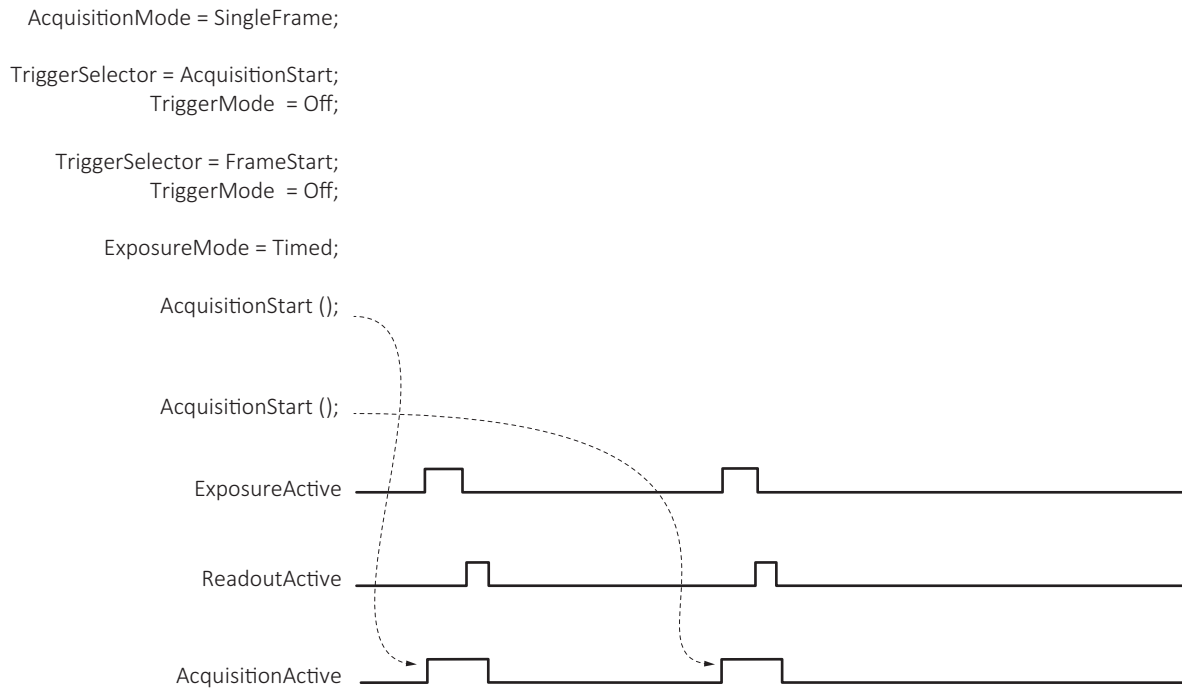 AcquisitionMode = SingleFrame;
TriggerSelector = AcquisitionStart;
TriggerMode = Off;
TriggerSelector = FrameStart;
TriggerMode = Off;
ExposureMode = Timed;
AcquisitionStart ();
AcquisitionStart ();
ExposureActive
ReadoutActive
AcquisitionActive